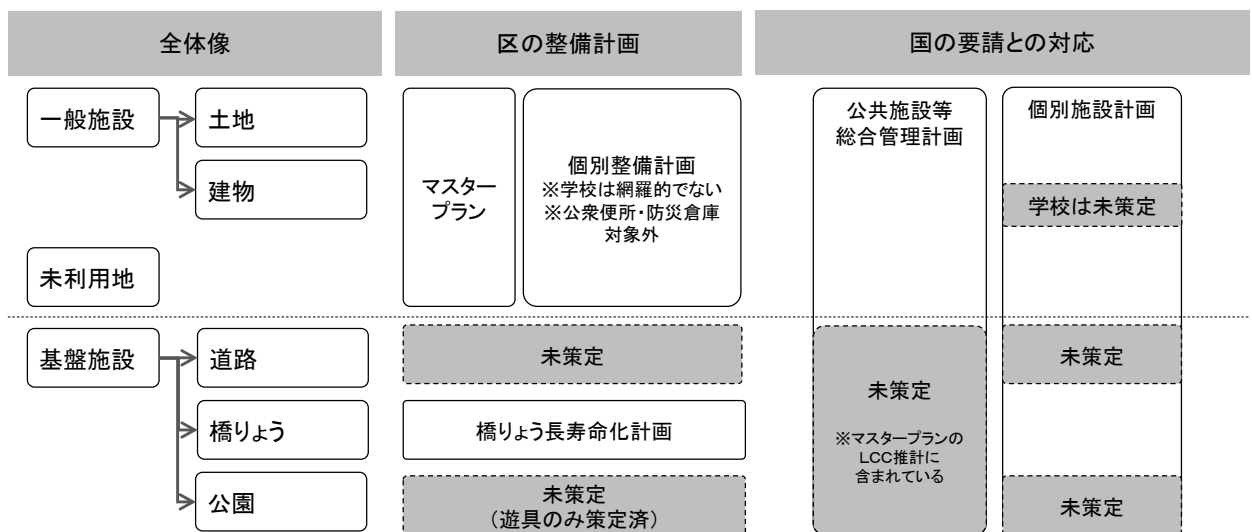 全体像
区の整備計画
国の要請との対応
一般施設
土地
建物
未利用地
マスター
プラン
個別整備計画
※学校は網羅的でない
※公衆便所・防災倉庫
対象外
公共施設等
総合管理計画
個別施設計画
学校は未策定
基盤施設
道路
橋りょう
公園
未策定
橋りょう長寿命化計画
未策定
（遊具のみ策定済）
未策定
※マスタープランの
LCC推計に
含まれている
未策定
未策定